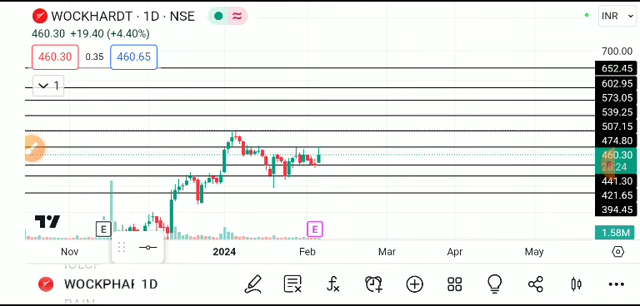 WOCKHARDT · 1D · NSE
INR
460.30 +19.40 (+4.40%)
460.30 0.35 460.65
1
700.00
652.45
602.95
573.05
539.25
507.15
474.80
460.30
441.30
421.65
394.45
1.58M
E E
Nov 2024 Feb Mar Apr May
WOCKPHAF 1D